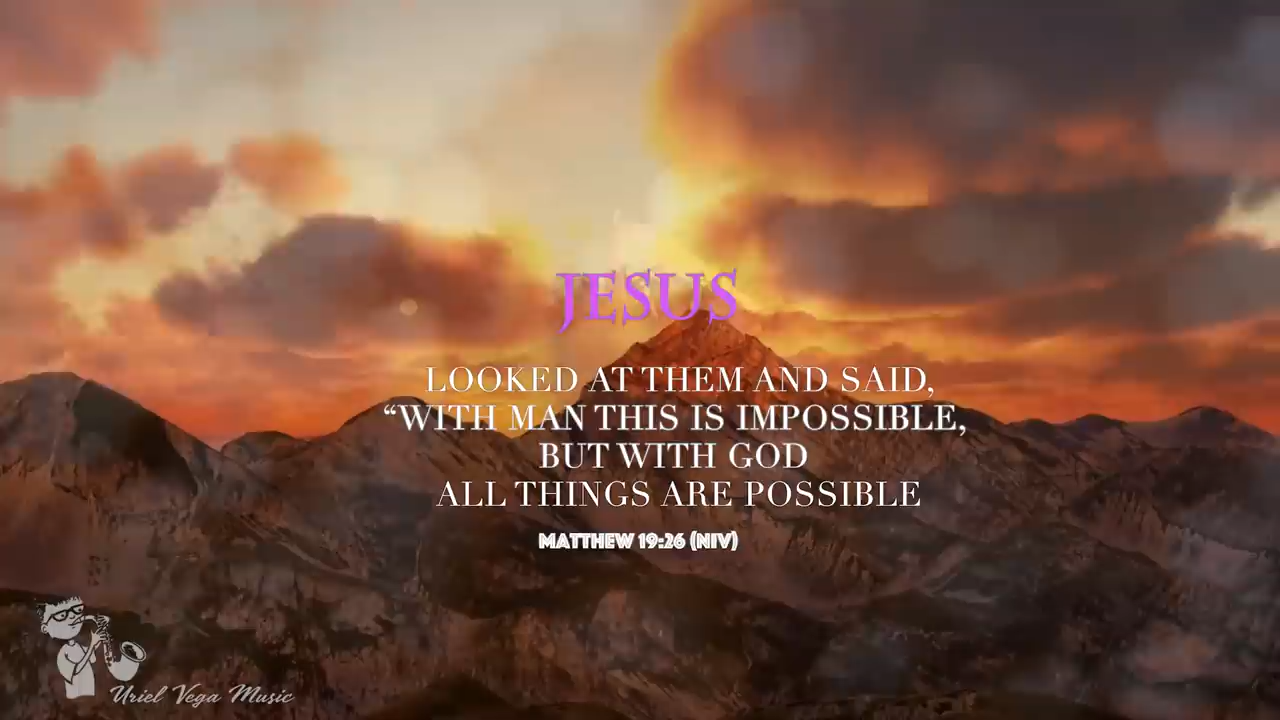 JESUS
LOOKED AT THEM AND SAID,
“WITH MAN THIS IS IMPOSSIBLE,
BUT WITH GOD
ALL THINGS ARE POSSIBLE
MATTHEW 19:26 (NIV)
Uriel Vega Music